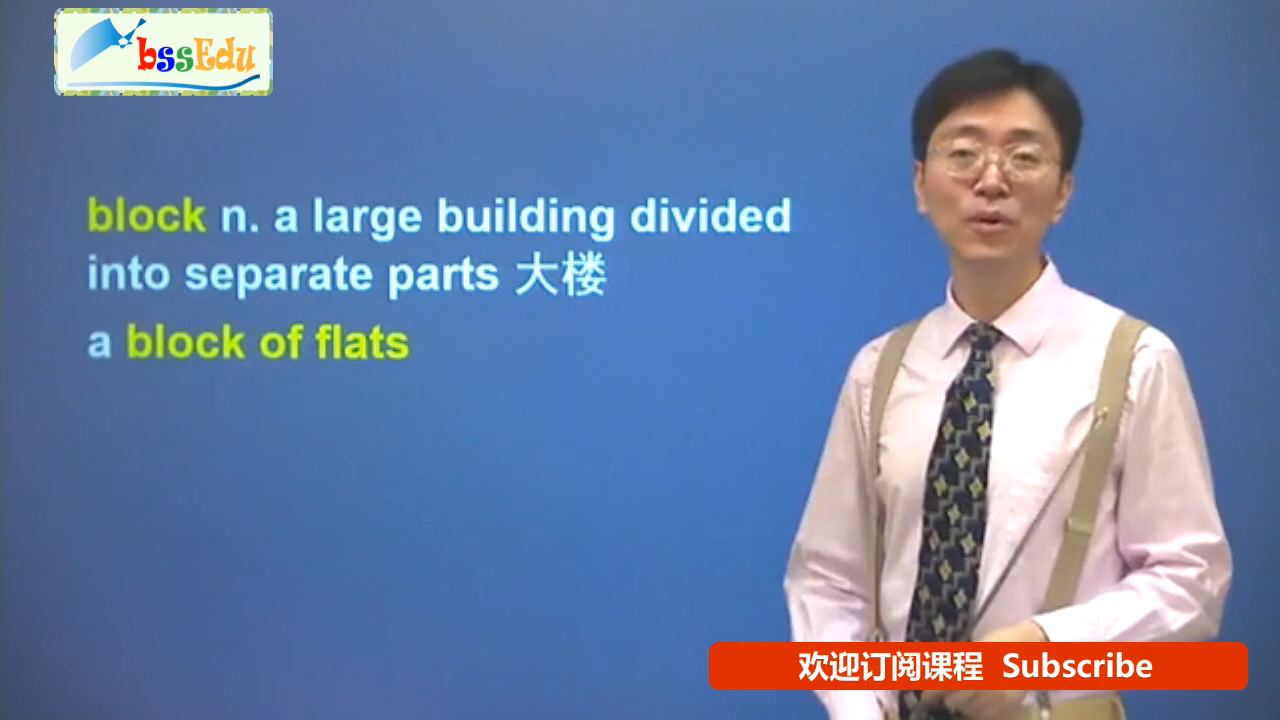 bssEdu
block n. a large building divided
into separate parts 大楼
a block of flats
欢迎订阅课程 Subscribe